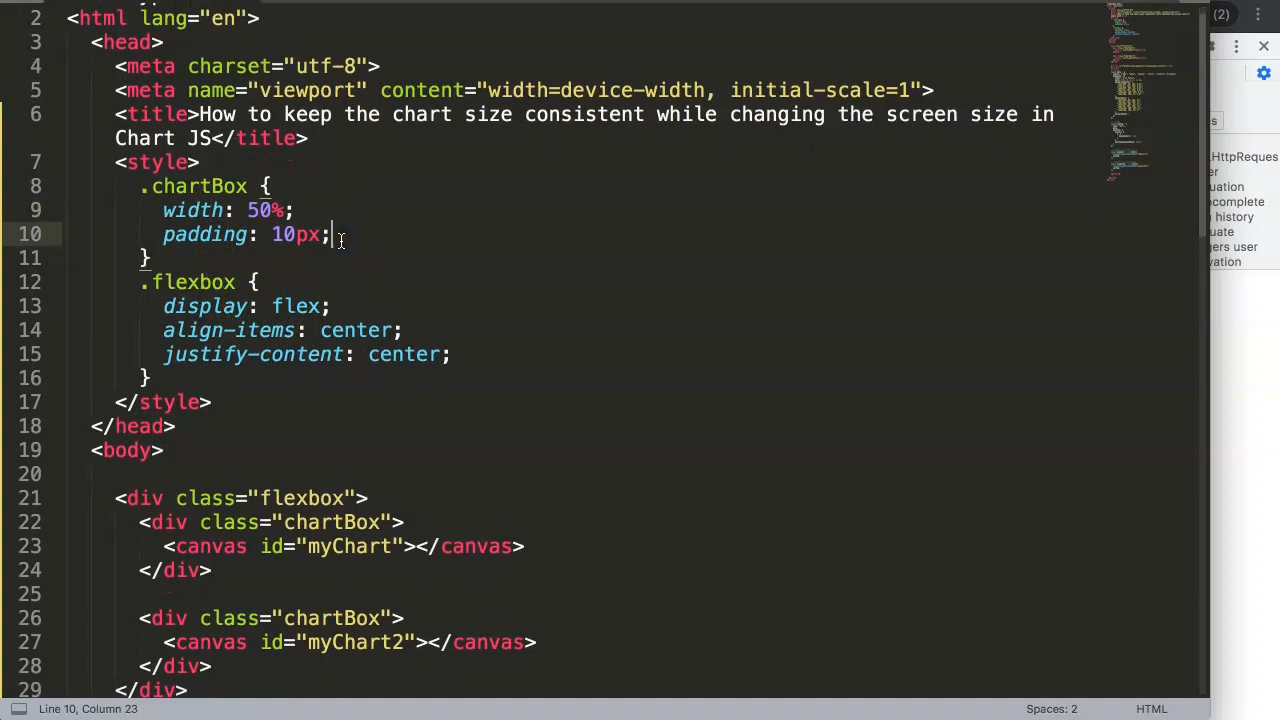 2 <html lang="en">
3 <head>
4 <meta charset="utf-8">
5 <meta name="viewport" content="width=device-width, initial-scale=1">
6 <title>How to keep the chart size consistent while changing the screen size in
Chart JS</title>
7 <style>
8 .chartBox {
9 width: 50%;
10 padding: 10px;
11 }
12 .flexbox {
13 display: flex;
14 align-items: center;
15 justify-content: center;
16 }
17 </style>
18 </head>
19 <body>
20
21 <div class="flexbox">
22 <div class="chartBox">
23 <canvas id="myChart"></canvas>
24 </div>
25
26 <div class="chartBox">
27 <canvas id="myChart2"></canvas>
28 </div>
29 </div>
Line 10, Column 23
Spaces: 2
HTML
(2)
s
LHttpReques
er
uation
ncomplete
n history
uate
gers user
vation